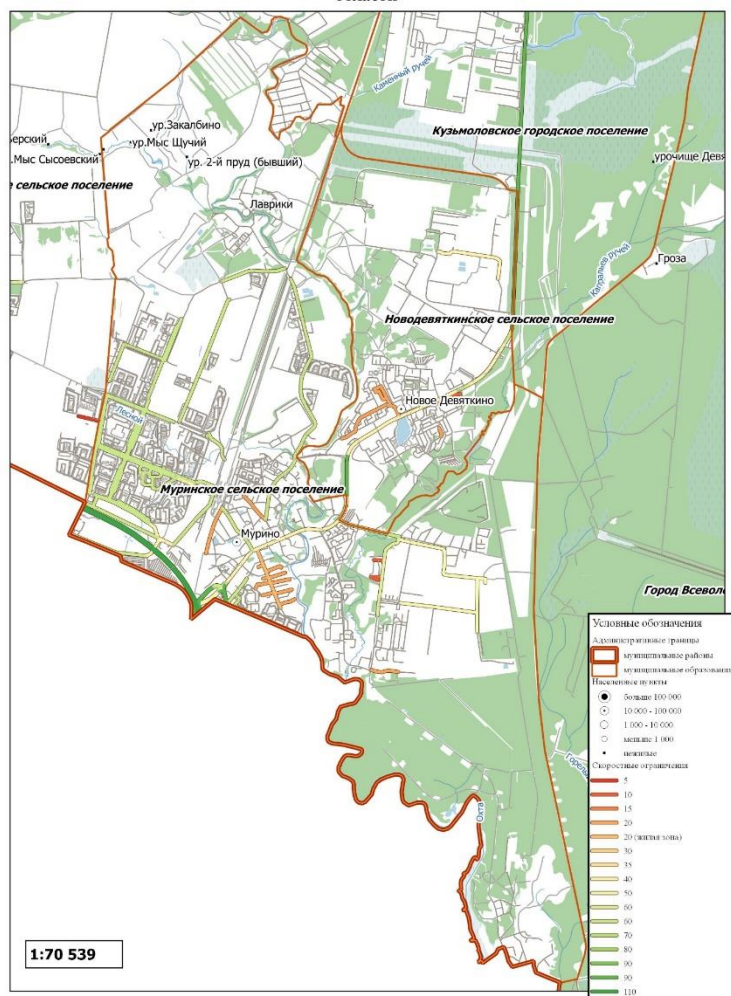 Каменный ручей
ур.Закалбино
Кузьмоловское городское поселение
ур.Мыс Щучий
.Мыс Сысоевский
ур. 2-й пруд (бывший)
урочище Девя
е сельское поселение
Лаврики
Капральев Ручей
Гроза
Новодевяткинское сельское поселение
Новое Девяткино
Лесной
Муринское сельское поселение
Мурино
Город Всевол
Условные обозначения
Административные границы
муниципальные районы
муниципальные образования
Населенные пункты
больше 100 000
10 000 - 100 000
1 000 - 10 000
меньше 1 000
нежилые
Скоростные ограничения
5
10
15
20
20 (жилая зона)
30
35
40
50
60
60
70
80
90
90
110
Охта
1:70 539